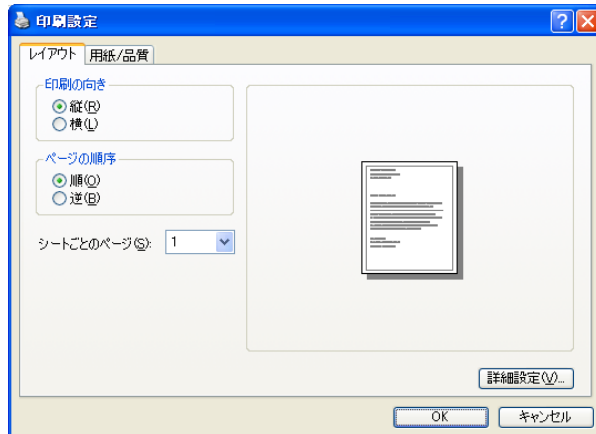 印刷設定
レイアウト 用紙/品質
印刷の向き
縦(R)
横(L)
ページの順序
順(O)
逆(B)
シートごとのページ(S): 1
詳細設定(V)...
OK キャンセル